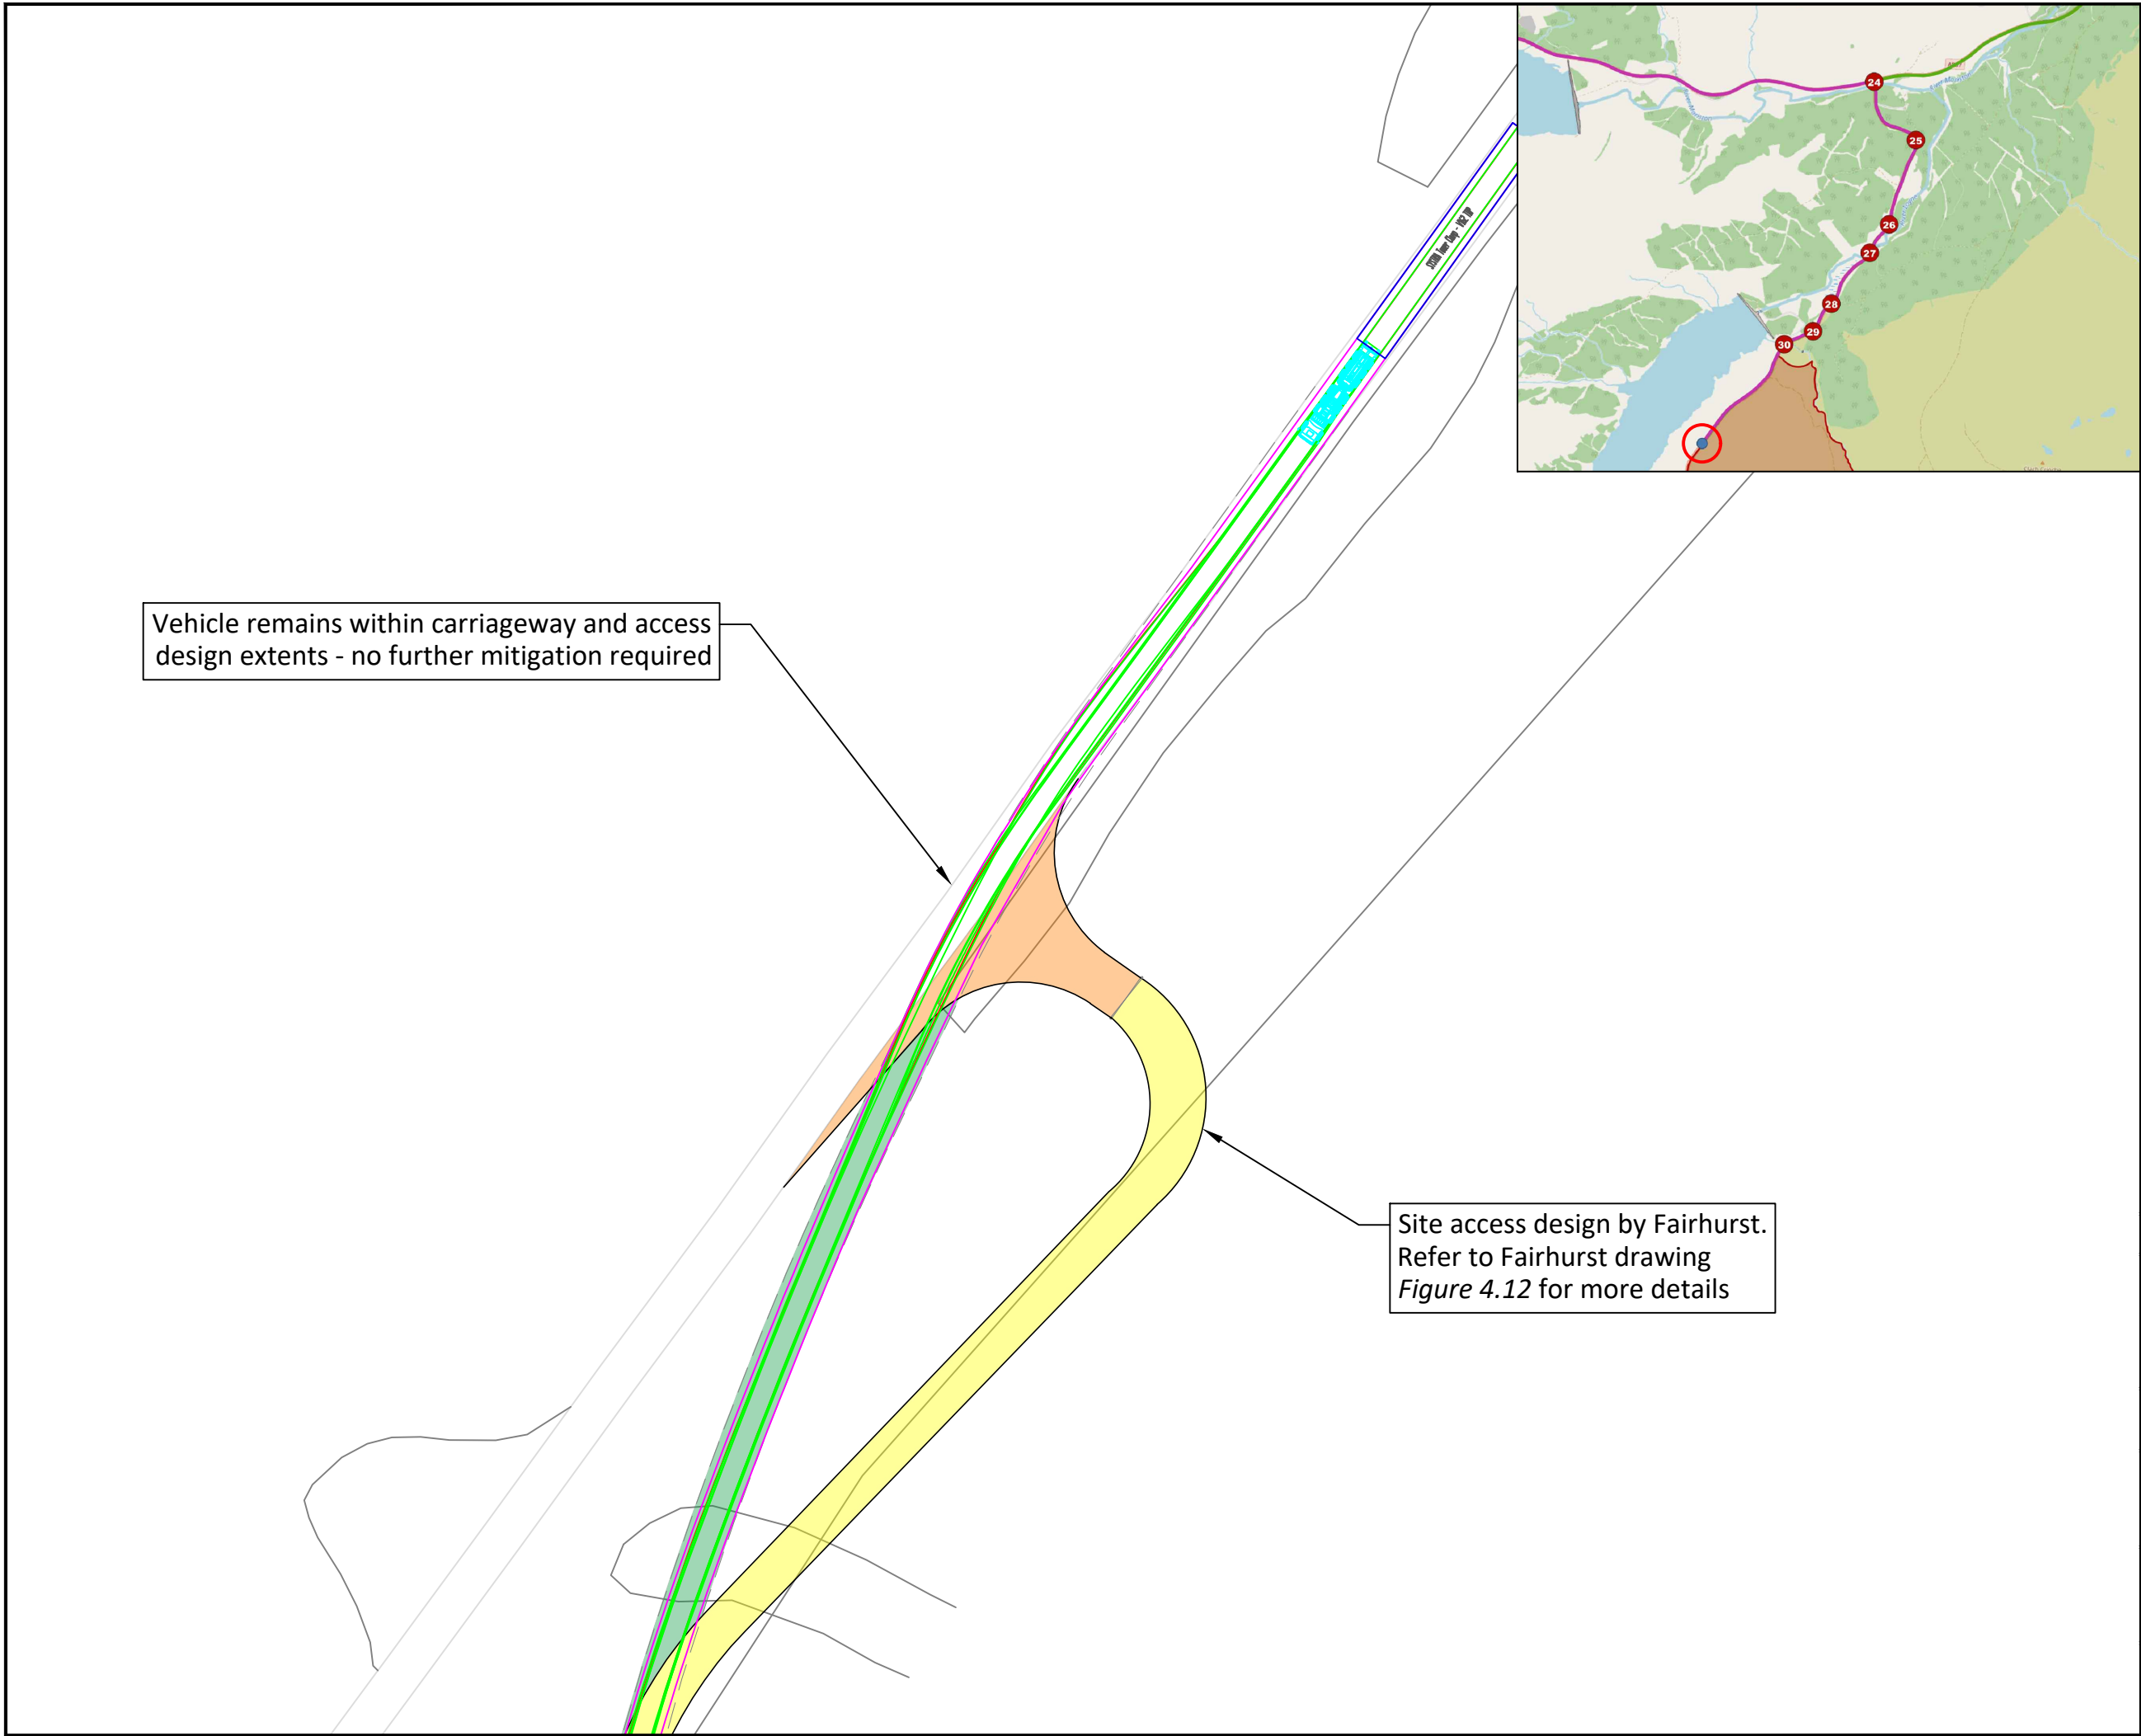 24
25
26
27
28
29
30
Vehicle remains within carriageway and access
design extents - no further mitigation required
Site access design by Fairhurst.
Refer to Fairhurst drawing
Figure 4.12 for more details